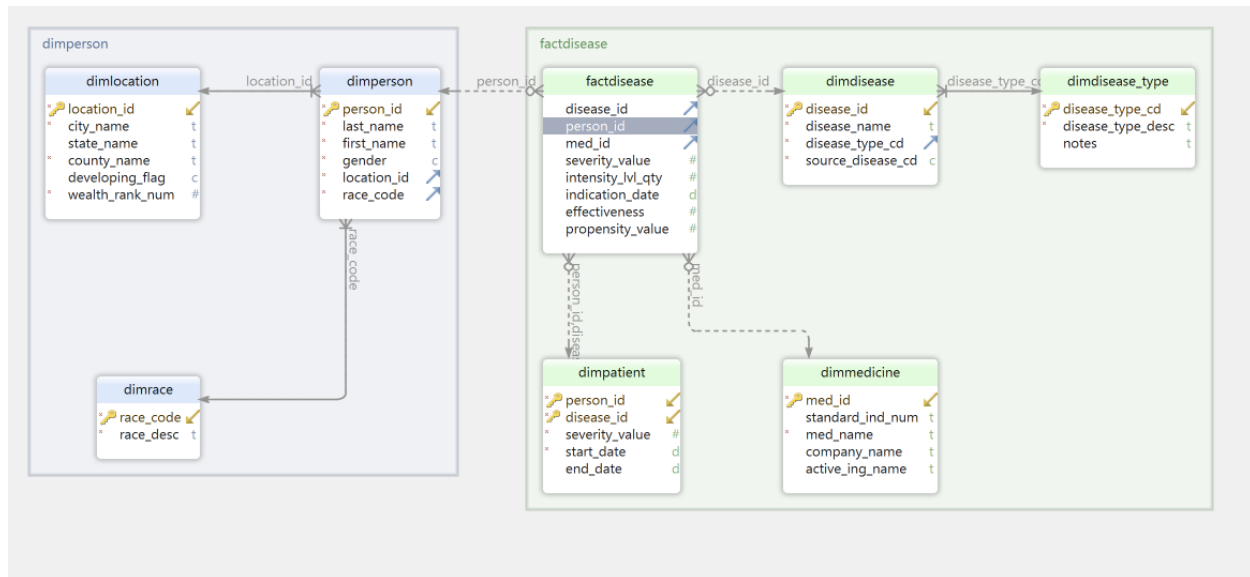 dimperson
factdisease
dimlocation
location_id
city_name t
state_name t
county_name t
developing_flag c
wealth_rank_num #
location_id
dimperson
person_id
last_name t
first_name t
gender c
location_id
race_code
person_id
factdisease
disease_id
person_id
med_id
severity_value #
intensity_lvl_qty #
indication_date d
effectiveness #
propensity_value #
disease_id
dimdisease
disease_id
disease_name t
disease_type_cd
source_disease_cd c
disease_type_c
dimdisease_type
disease_type_cd
disease_type_desc t
notes t
race_code
person_id,disea
med_id
dimrace
race_code
race_desc t
dimpatient
person_id
disease_id
severity_value #
start_date d
end_date d
dimmedicine
med_id
standard_ind_num t
med_name t
company_name t
active_ing_name t